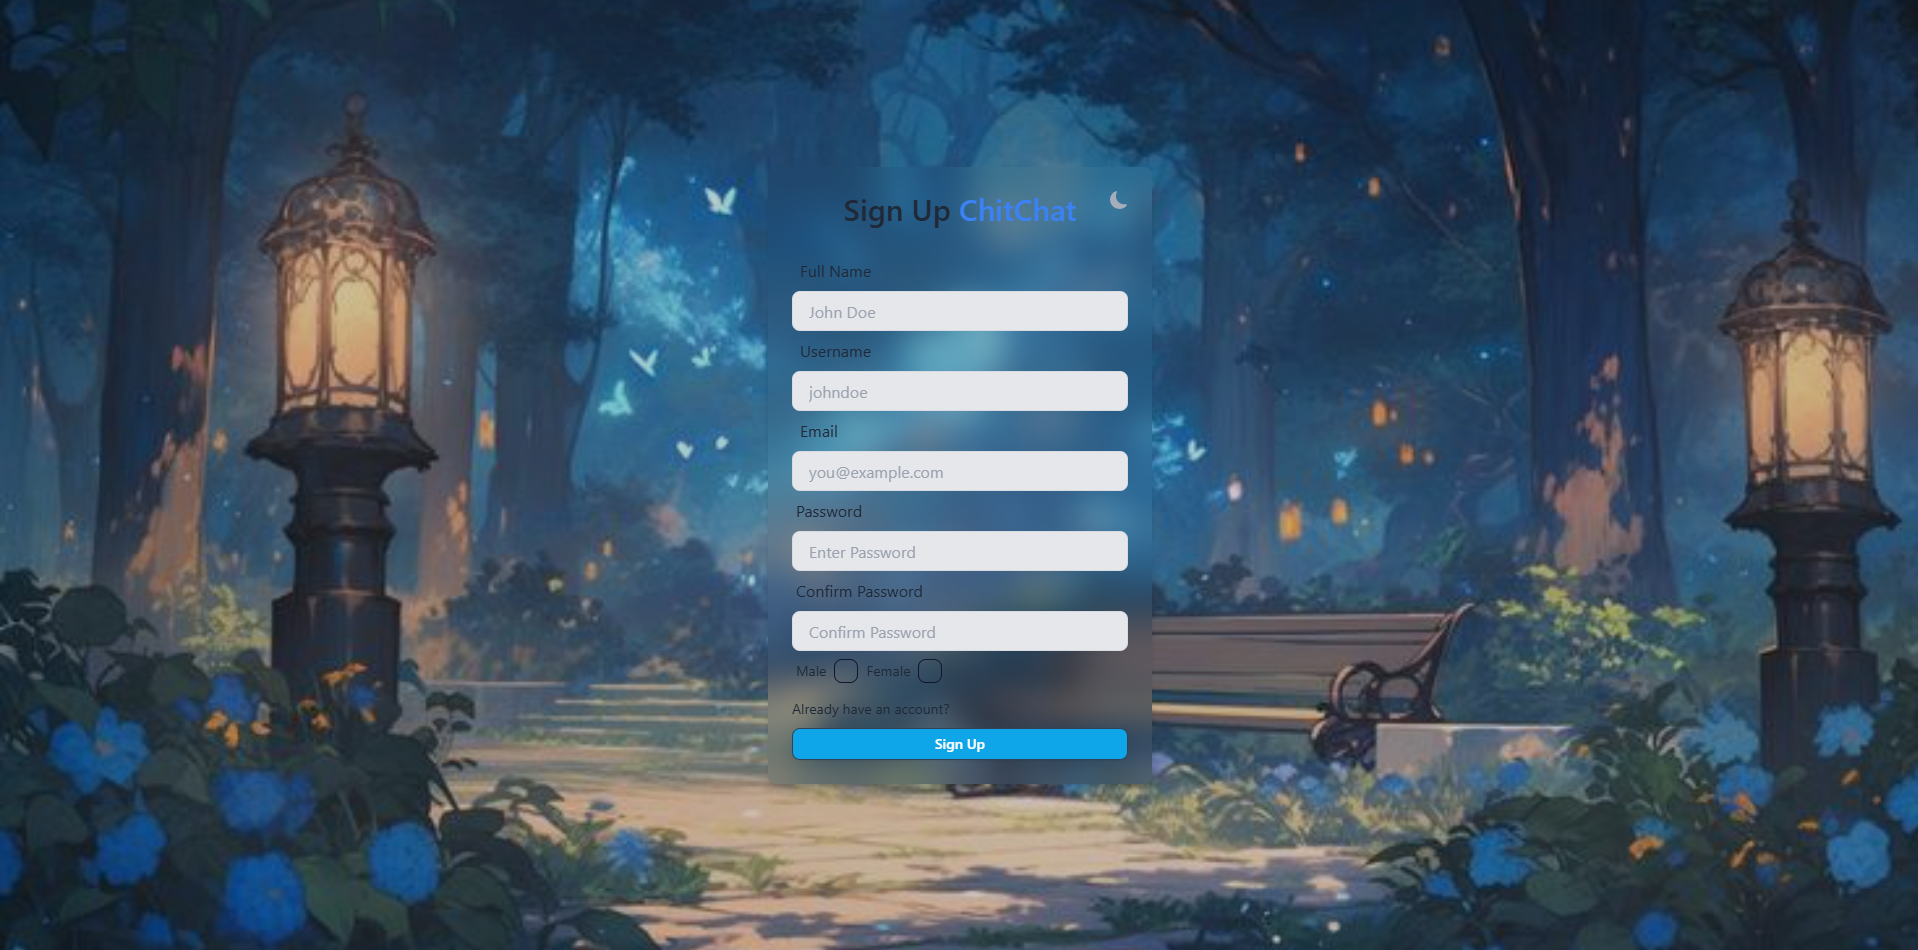 Sign Up ChitChat
Full Name
John Doe
Username
johndoe
Email
you@example.com
Password
Enter Password
Confirm Password
Confirm Password
Male Female
Already have an account?
Sign Up